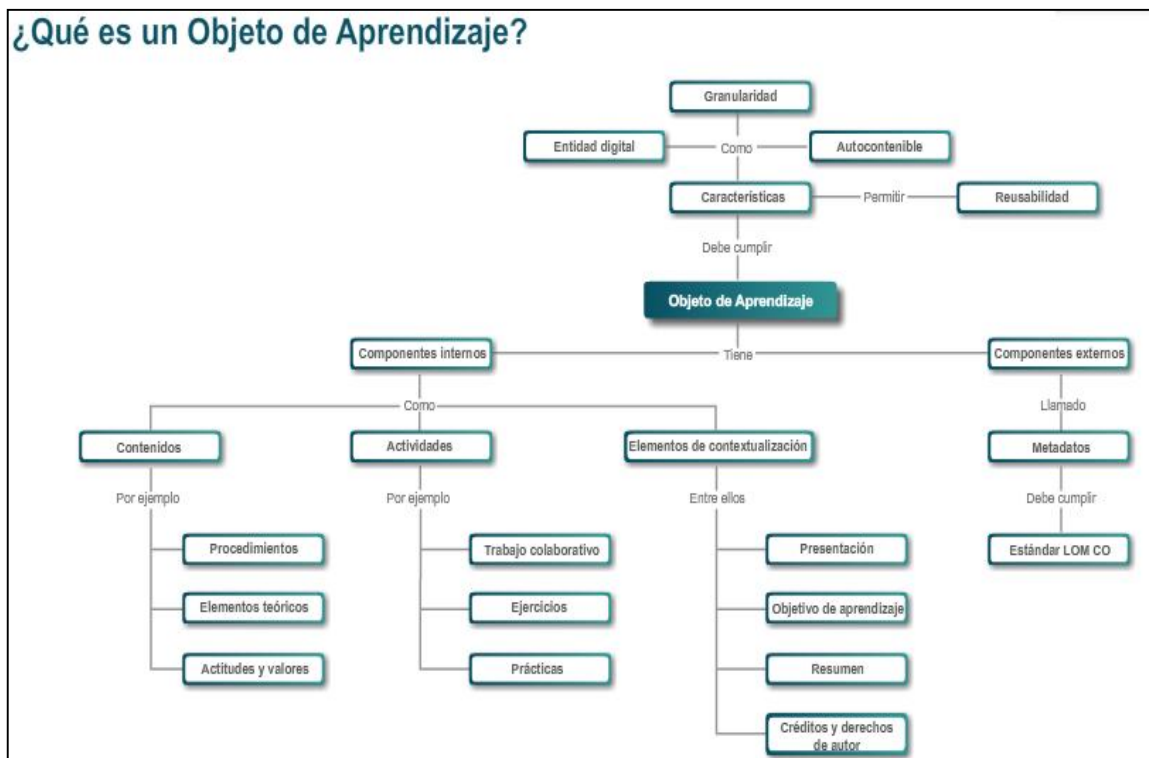 ¿Qué es un Objeto de Aprendizaje?
Granularidad
Entidad digital
Como
Autocontenible
Características
Permitir
Reusabilidad
Debe cumplir
Objeto de Aprendizaje
Componentes internos
Tiene
Componentes externos
Como
Llamado
Contenidos
Actividades
Elementos de contextualización
Metadatos
Por ejemplo
Por ejemplo
Entre ellos
Debe cumplir
Procedimientos
Trabajo colaborativo
Presentación
Estándar LOM CO
Elementos teóricos
Ejercicios
Objetivo de aprendizaje
Actitudes y valores
Prácticas
Resumen
Créditos y derechos
de autor